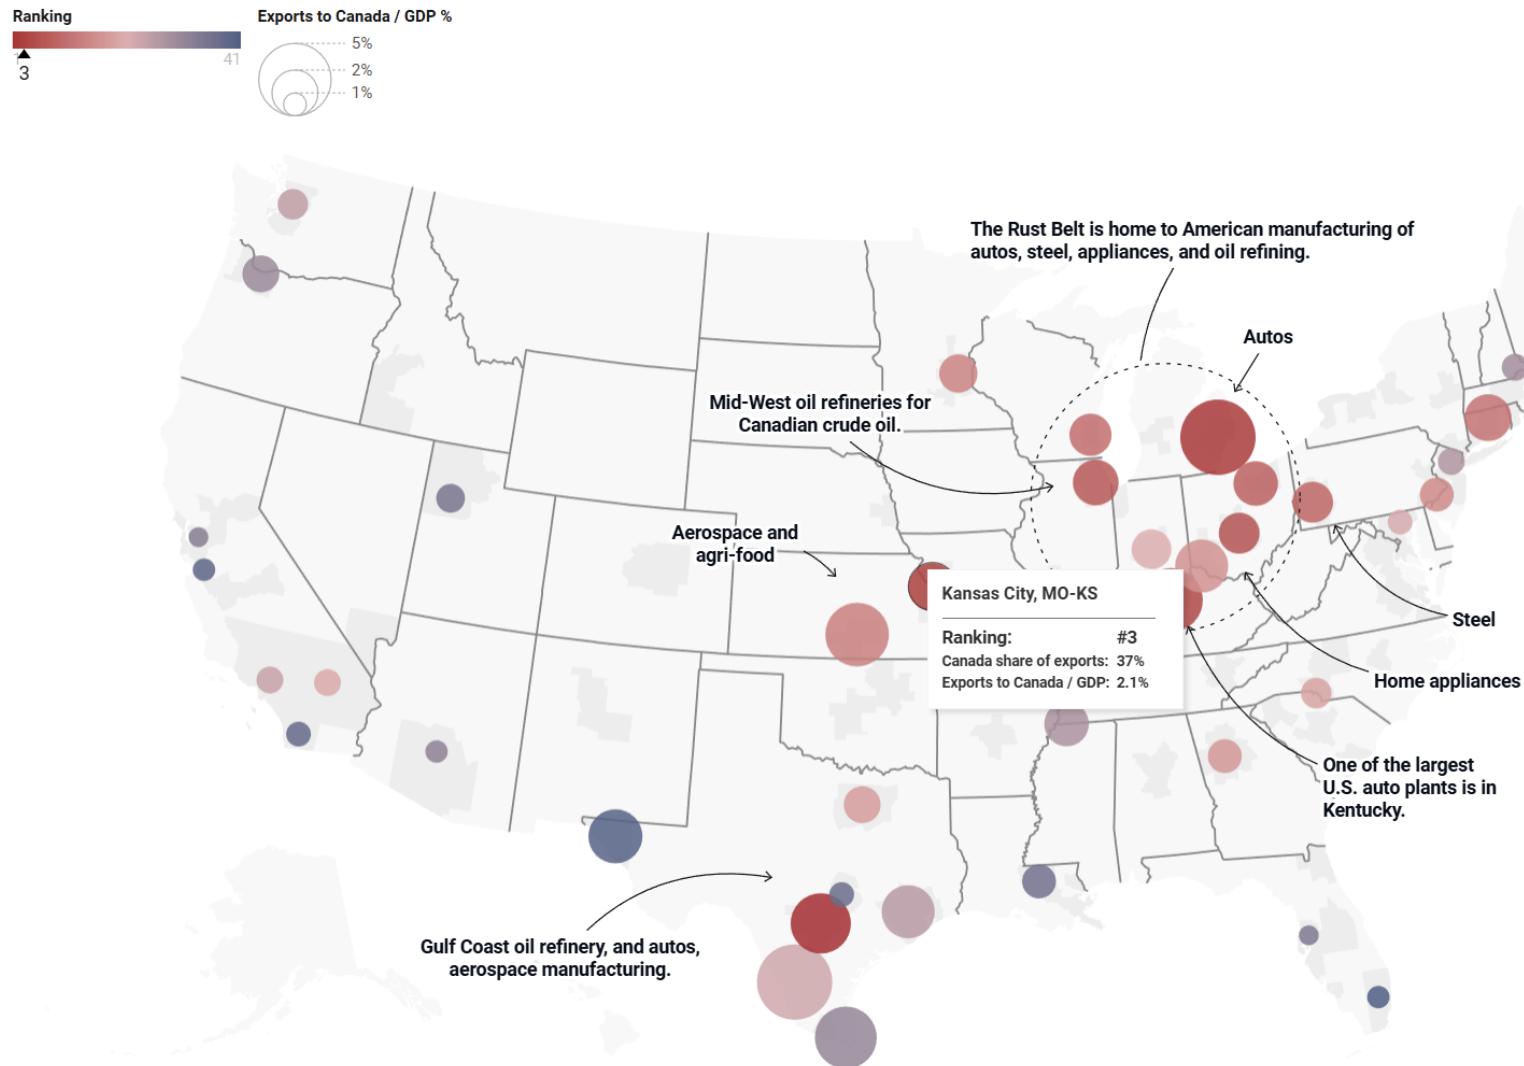 Ranking
Exports to Canada / GDP %
5%
2%
1%
1
41
3
The Rust Belt is home to American manufacturing of
autos, steel, appliances, and oil refining.
Autos
Mid-West oil refineries for
Canadian crude oil.
Aerospace and
agri-food
Kansas City, MO-KS
Ranking: #3
Canada share of exports: 37%
Exports to Canada / GDP: 2.1%
Steel
Home appliances
One of the largest
U.S. auto plants is in
Kentucky.
Gulf Coast oil refinery, and autos,
aerospace manufacturing.